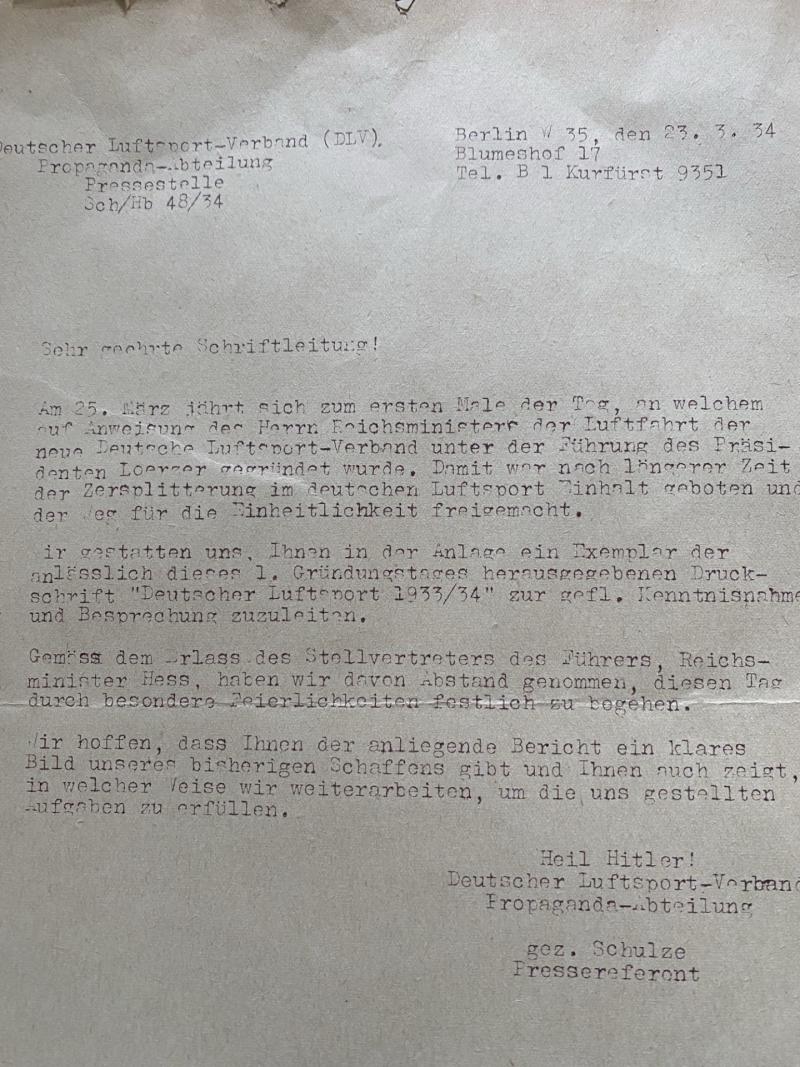 Deutscher Luftsport-Verband (DLV).
Propaganda-Abteilung
Pressestelle
Sch/Hb 48/34
Berlin W 35, den 23. 3. 34
Blumeshof 17
Tel. B 1 Kurfürst 9351
Sehr geehrte Schriftleitung!
Am 25. März jährt sich zum ersten Male der Tag, an welchem
auf Anweisung des Herrn Reichsministers der Luftfahrt der
neue Deutsche Luftsport-Verband unter der Führung des Präsi-
denten Loerzer gegründet wurde. Damit war nach längerer Zeit
der Zersplitterung im deutschen Luftsport Einhalt geboten und
der Weg für die Einheitlichkeit freigemacht.
Wir gestatten uns, Ihnen in der Anlage ein Exemplar der
anlässlich dieses 1. Gründungstages herausgegebenen Druck-
schrift "Deutscher Luftsport 1933/34" zur gefl. Kenntnisnahme
und Besprechung zuzuleiten.
Gemäss dem Erlass des Stellvertreters des Führers, Reichs-
minister Hess, haben wir davon Abstand genommen, diesen Tag
durch besondere Feierlichkeiten festlich zu begehen.
Wir hoffen, dass Ihnen der anliegende Bericht ein klares
Bild unseres bisherigen Schaffens gibt und Ihnen auch zeigt,
in welcher Weise wir weiterarbeiten, um die uns gestellten
Aufgaben zu erfüllen.
Heil Hitler!
Deutscher Luftsport-Verband
Propaganda-Abteilung
gez. Schulze
Pressereferent